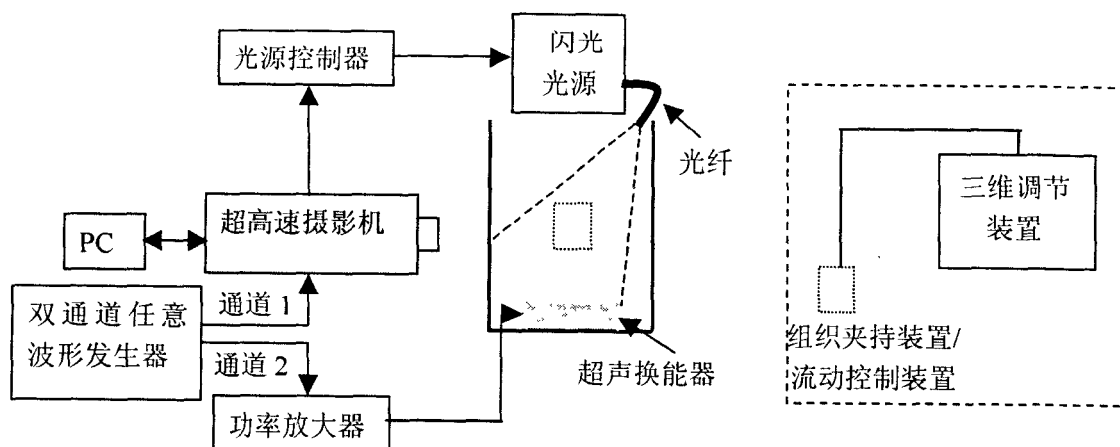 光源控制器
闪光
光源
光纤
三维调节
装置
PC
超高速摄影机
双通道任意
波形发生器
通道 1
通道 2
功率放大器
超声换能器
组织夹持装置/
流动控制装置